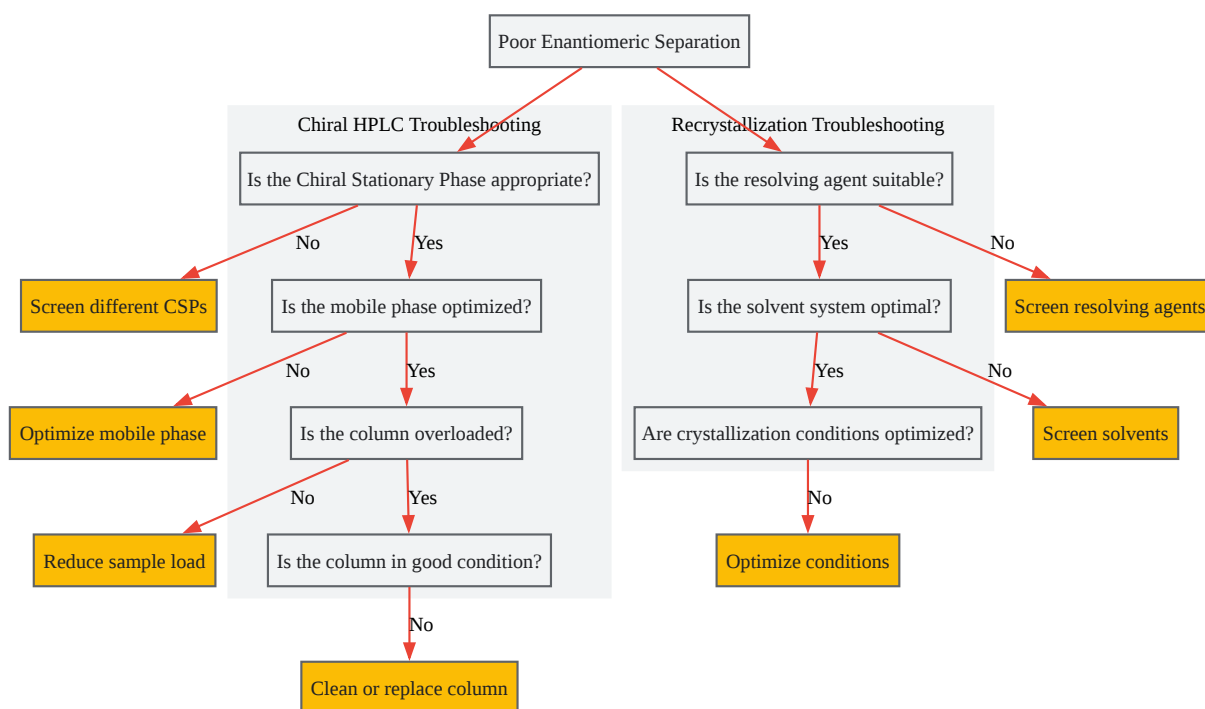 Poor Enantiomeric Separation
Chiral HPLC Troubleshooting
Recrystallization Troubleshooting
Is the Chiral Stationary Phase appropriate?
Is the resolving agent suitable?
No
Yes
Yes
No
Screen different CSPs
Is the mobile phase optimized?
Is the solvent system optimal?
Screen resolving agents
No
Yes
Yes
No
Optimize mobile phase
Is the column overloaded?
Are crystallization conditions optimized?
Screen solvents
No
Yes
No
Reduce sample load
Is the column in good condition?
Optimize conditions
No
Clean or replace column